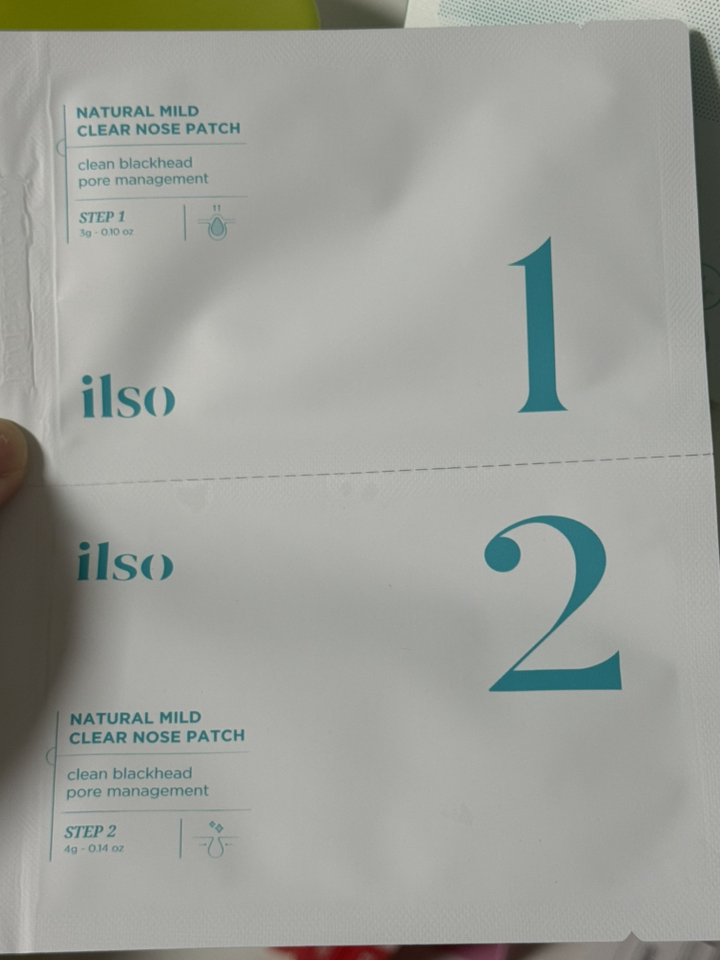 NATURAL MILD
CLEAR NOSE PATCH
clean blackhead
pore management
STEP 1
3g - 0.10 oz
1
ilso
ilso
2
NATURAL MILD
CLEAR NOSE PATCH
clean blackhead
pore management
STEP 2
4g - 0.14 oz